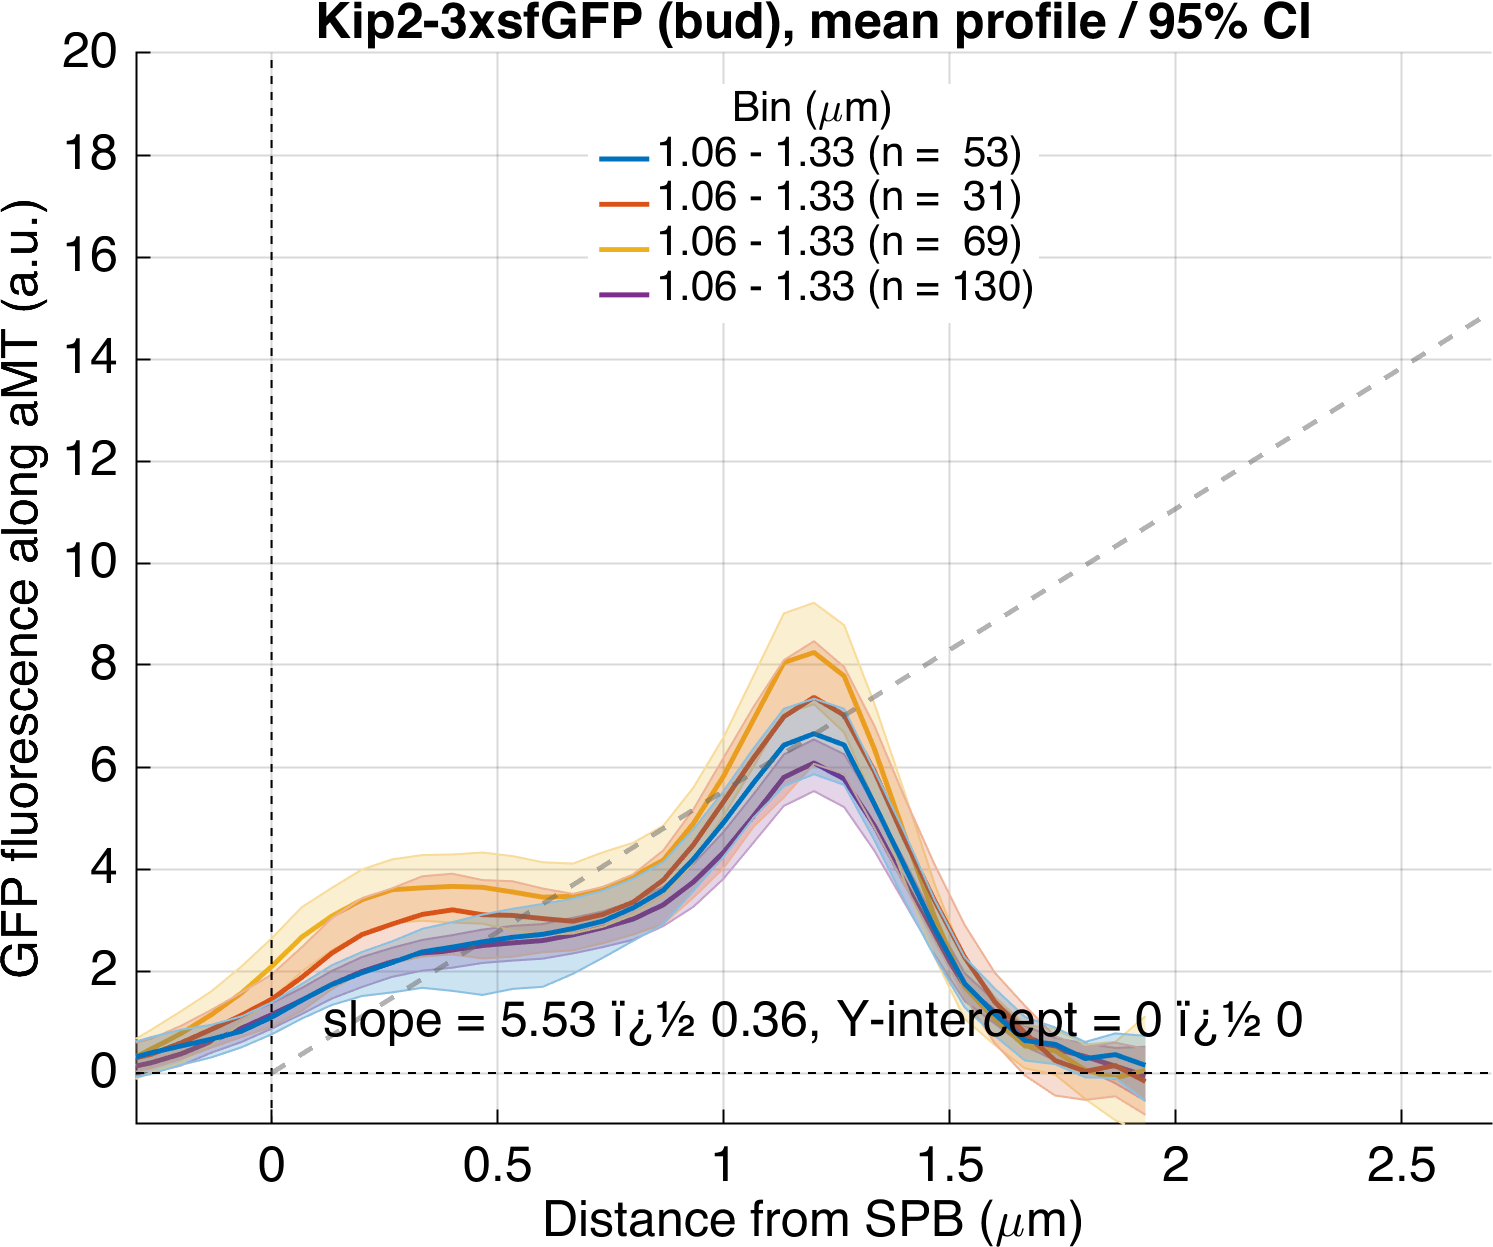 Kip2-3xsfGFP (bud), mean profile / 95% CI
20
18
16
14
12
10
8
6
4
2
0
GFP fluorescence along aMT (a.u.)
Bin (μm)
1.06 - 1.33 (n = 53)
1.06 - 1.33 (n = 31)
1.06 - 1.33 (n = 69)
1.06 - 1.33 (n = 130)
slope = 5.53 ï¿½ 0.36, Y-intercept = 0 ï¿½ 0
0 0.5 1 1.5 2 2.5
Distance from SPB (μm)